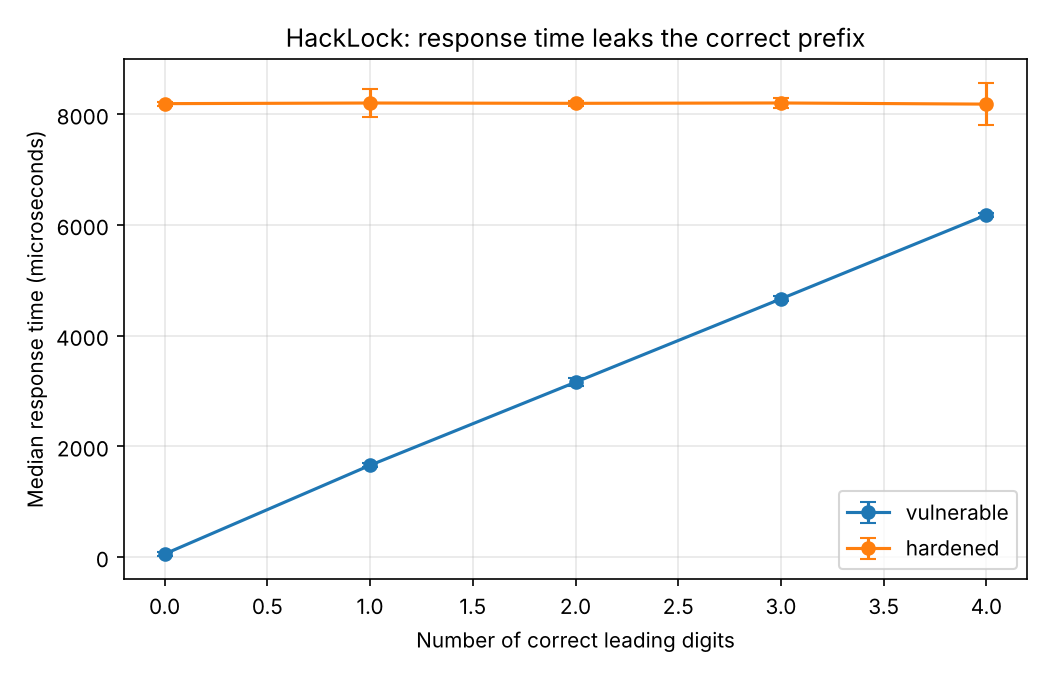 HackLock: response time leaks the correct prefix
Median response time (microseconds)
8000
6000
4000
2000
0
0.0 0.5 1.0 1.5 2.0 2.5 3.0 3.5 4.0
Number of correct leading digits
vulnerable
hardened